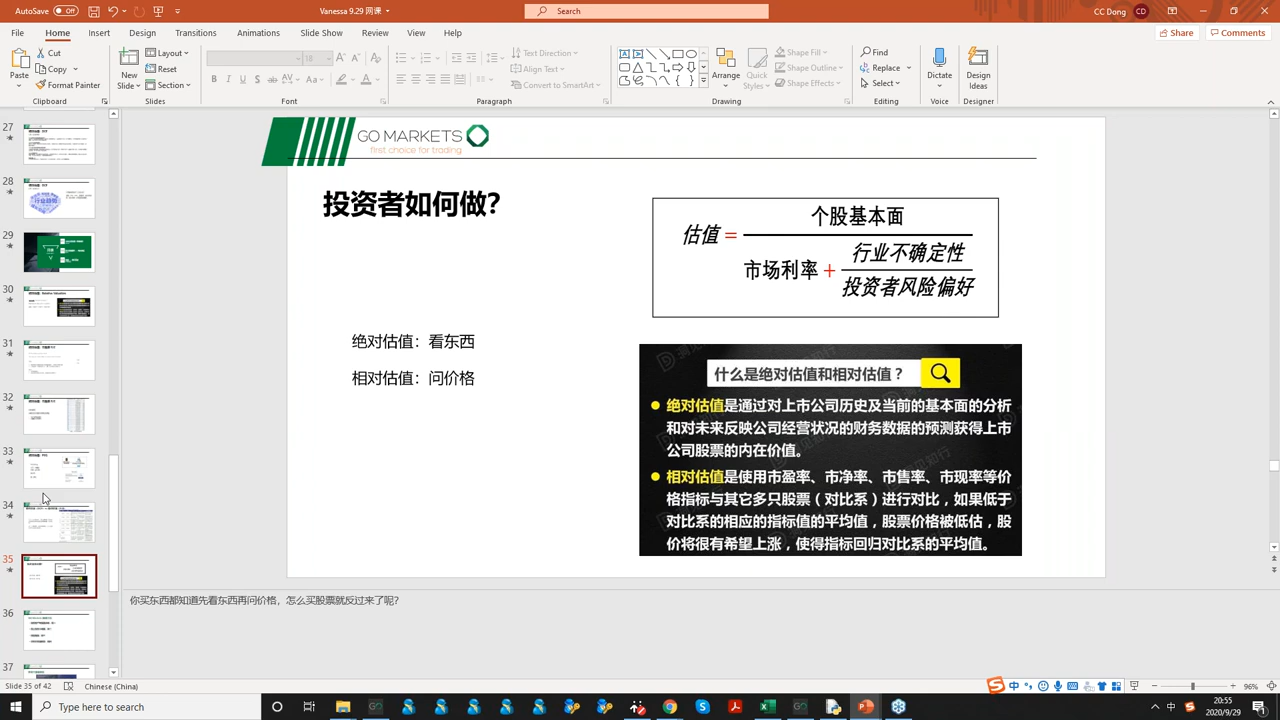 AutoSave Off Vanke 9.29 网课 Search
File Home Insert Design Transitions Animations Slide Show Review View Help Share Comments
Cut Layout 18 Text Direction Shape Fill Find
Paste Copy New Reset Align Text Arrange Quick Shape Outline Replace Dictate Design
Format Painter Slide Section Convert to SmartArt Styles Shape Effects Select Ideas
Clipboard Slides Font Paragraph Drawing Editing Voice Designer
27
28
29
30
31
32
33
34
35
36
37
GO MARKETS
first choice for trading
投资者如何做?
估值 =
个股基本面
市场利率 +
行业不确定性
投资者风险偏好
绝对估值：看东西
相对估值：问价格
什么是绝对估值和相对估值？
绝对估值是通过对上市公司历史及当前的基本面的分析
和对未来反映公司经营状况的财务数据的预测获得上市
公司股票的内在价值。
相对估值是使用市盈率、市净率、市售率、市现率等价
格指标与其它多只股票（对比系）进行对比，如果低于
对比系的相应的指标值的平均值，股票价格被低估，股
价将很有希望上涨，使得指标回归对比系的平均值。
你买东西都知道先看东西再问价格，怎么买股票就反过来了呢?
Slide 35 of 42 Chinese (China) 96%
Type here to search
20:55
2020/9/29